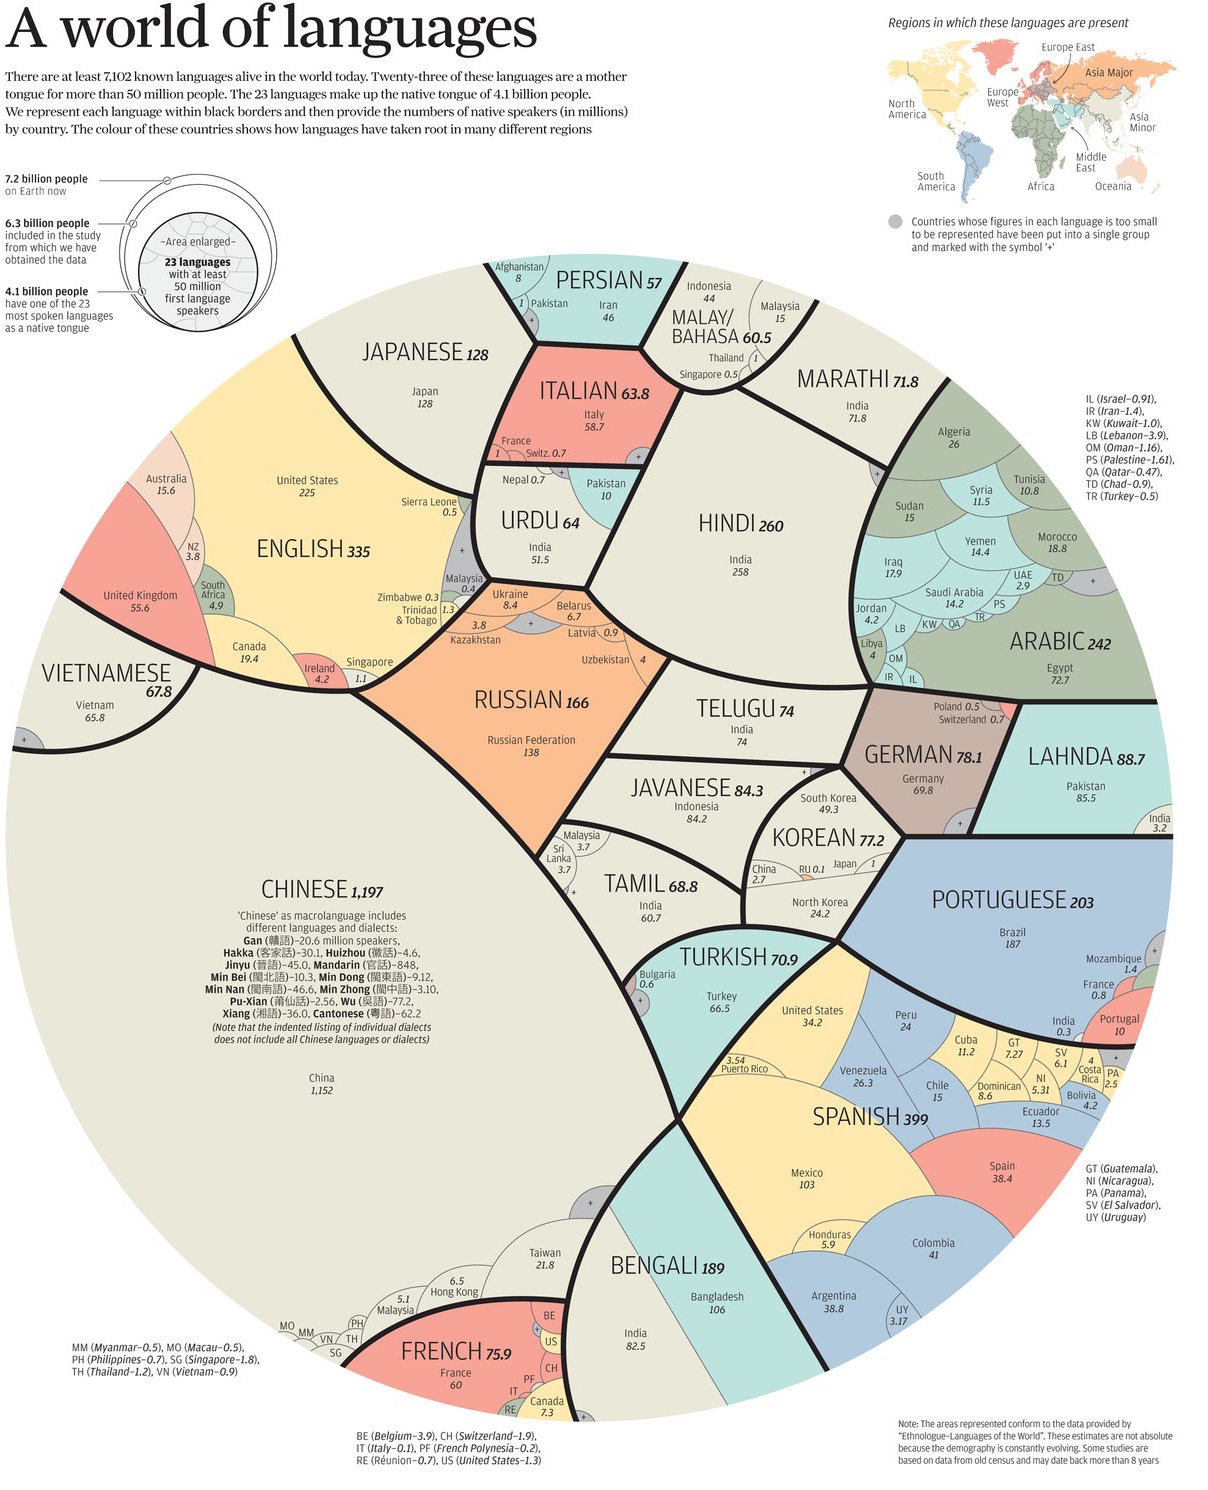 A world of languages
There are at least 7,102 known languages alive in the world today. Twenty-three of these languages are a mother
tongue for more than 50 million people. The 23 languages make up the native tongue of 4.1 billion people.
We represent each language within black borders and then provide the numbers of native speakers (in millions)
by country. The colour of these countries shows how languages have taken root in many different regions
Regions in which these languages are present
North
America
South
America
Europe East
Europe
West
Asia Major
Asia
Minor
Middle
East
Africa
Oceania
Countries whose figures in each language is too small
to be represented have been put into a single group
and marked with the symbol '+'
7.2 billion people
on Earth now
6.3 billion people
included in the study
from which we have
obtained the data
4.1 billion people
have one of the 23
most spoken languages
as a native tongue
–Area enlarged–
23 languages
with at least
50 million
first language
speakers
PERSIAN 57
Afghanistan
8
1 Pakistan
+
Iran
46
MALAY/
BAHASA 60.5
Indonesia
44
Malaysia
15
Thailand
1
Singapore 0.5
JAPANESE 128
Japan
128
ITALIAN 63.8
Italy
58.7
France
1
Switz. 0.7
+
MARATHI 71.8
India
71.8
+
IL (Israel–0.91),
IR (Iran–1.4),
KW (Kuwait–1.0),
LB (Lebanon–3.9),
OM (Oman–1.16),
PS (Palestine–1.61),
QA (Qatar–0.47),
TD (Chad–0.9),
TR (Turkey–0.5)
ENGLISH 335
United States
225
Australia
15.6
NZ
3.8
United Kingdom
55.6
South
Africa
4.9
Canada
19.4
Ireland
4.2
Singapore
1.1
Sierra Leone
0.5
+
Malaysia
0.4
Zimbabwe 0.3
Trinidad
& Tobago
1.3
URDU 64
India
51.5
Nepal 0.7
+
Pakistan
10
HINDI 260
India
258
ARABIC 242
Egypt
72.7
Algeria
26
Tunisia
10.8
Syria
11.5
Sudan
15
Morocco
18.8
Yemen
14.4
Iraq
17.9
UAE
2.9
TD
+
Saudi Arabia
14.2
Jordan
4.2
PS
TR
QA
KW
LB
Libya
4
OM
IR
IL
VIETNAMESE
67.8
Vietnam
65.8
+
RUSSIAN 166
Russian Federation
138
Ukraine
8.4
Belarus
6.7
3.8
Kazakhstan
+
Latvia 0.9
Uzbekistan 4
TELUGU 74
India
74
GERMAN 78.1
Germany
69.8
Poland 0.5
Switzerland 0.7
+
LAHNDA 88.7
Pakistan
85.5
India
3.2
JAVANESE 84.3
Indonesia
84.2
+
KOREAN 77.2
South Korea
49.3
China
2.7
RU 0.1
Japan 1
North Korea
24.2
TAMIL 68.8
India
60.7
Malaysia
3.7
Sri
Lanka
3.7
+
CHINESE 1,197
'Chinese' as macrolanguage includes
different languages and dialects:
Gan (贛語)–20.6 million speakers,
Hakka (客家話)–30.1, Huizhou (徽話)–4.6,
Jinyu (晉語)–45.0, Mandarin (官話)–848,
Min Bei (閩北語)–10.3, Min Dong (閩東語)–9.12,
Min Nan (閩南語)–46.6, Min Zhong (閩中語)–3.10,
Pu-Xian (莆仙話)–2.56, Wu (吳語)–77.2,
Xiang (湘語)–36.0, Cantonese (粵語)–62.2
(Note that the indented listing of individual dialects
does not include all Chinese languages or dialects)
China
1,152
+
Taiwan
21.8
6.5
Hong Kong
5.1
Malaysia
PH
TH
VN
SG
MM
MO
PORTUGUESE 203
Brazil
187
+
Mozambique
1.4
France
0.8
India
0.3
Portugal
10
TURKISH 70.9
Turkey
66.5
Bulgaria
0.6
+
SPANISH 399
United States
34.2
3.54
Puerto Rico
Mexico
103
Peru
24
Venezuela
26.3
Chile
15
Cuba
11.2
GT
7.27
Dominican
8.6
NI
5.31
SV
6.1
4
Costa
Rica
+
PA
2.5
Bolivia
4.2
Ecuador
13.5
Spain
38.4
Colombia
41
Honduras
5.9
Argentina
38.8
UY
3.17
GT (Guatemala),
NI (Nicaragua),
PA (Panama),
SV (El Salvador),
UY (Uruguay)
BENGALI 189
Bangladesh
106
India
82.5
+
FRENCH 75.9
France
60
BE
+
US
CH
PF
IT
RE
Canada
7.3
MM (Myanmar–0.5), MO (Macau–0.5),
PH (Philippines–0.7), SG (Singapore–1.8),
TH (Thailand–1.2), VN (Vietnam–0.9)
BE (Belgium–3.9), CH (Switzerland–1.9),
IT (Italy–0.1), PF (French Polynesia–0.2),
RE (Réunion–0.7), US (United States–1.3)
Note: The areas represented conform to the data provided by
"Ethnologue–Languages of the World". These estimates are not absolute
because the demography is constantly evolving. Some studies are
based on data from old census and may date back more than 8 years